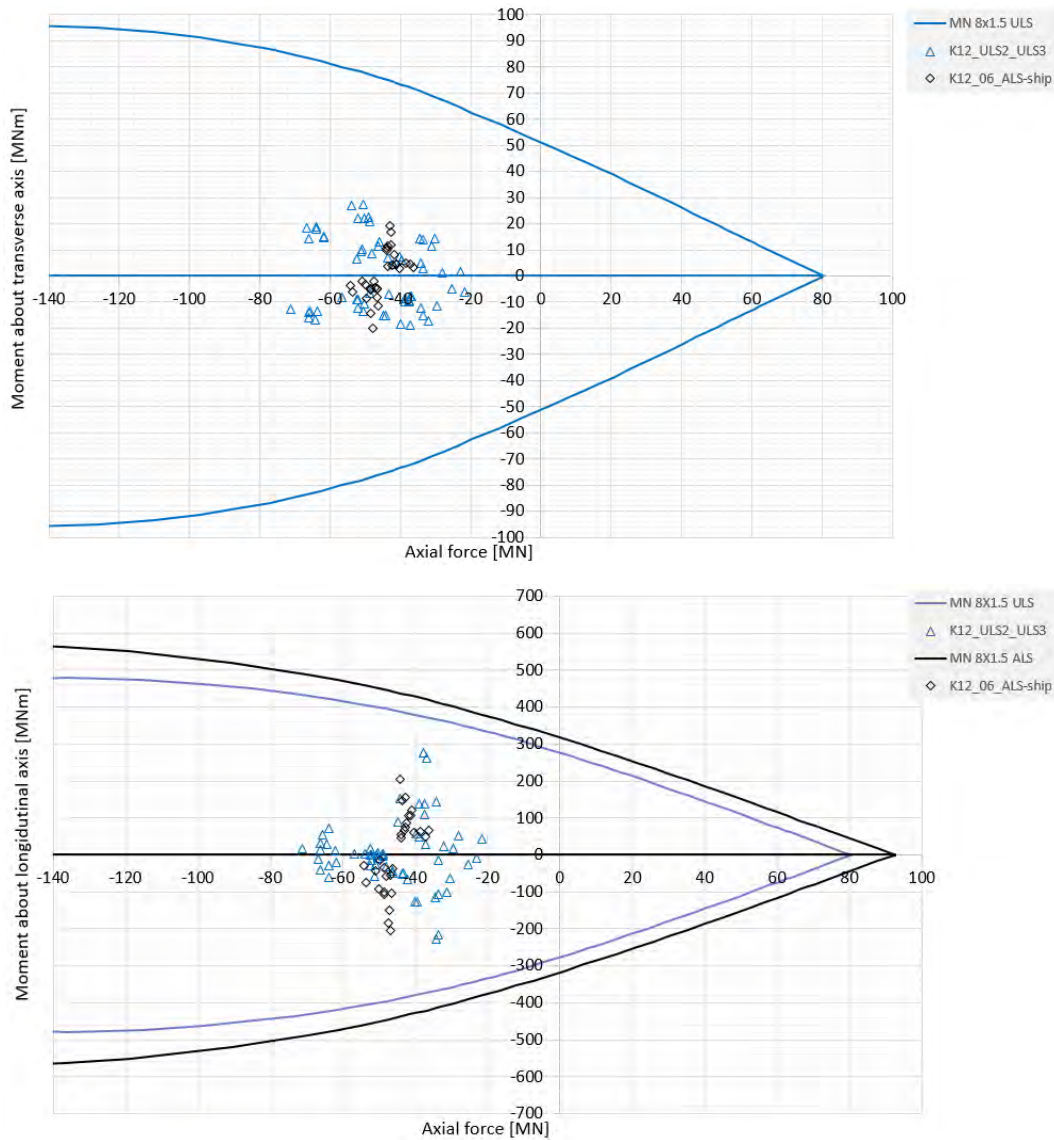 100
90
80
70
60
50
40
30
20
10
0
-10
-20
-30
-40
-50
-60
-70
-80
-90
-100
-140 -120 -100 -80 -60 -40 -20 0 20 40 60 80 100
Moment about transverse axis [MNm]
Axial force [MN]
MN 8x1.5 ULS
K12_ULS2_ULS3
K12_06_ALS-ship
700
600
500
400
300
200
100
0
-100
-200
-300
-400
-500
-600
-700
-140 -120 -100 -80 -60 -40 -20 0 20 40 60 80 100
Moment about longidutinal axis [MNm]
Axial force [MN]
MN 8X1.5 ULS
K12_ULS2_ULS3
MN 8X1.5 ALS
K12_06_ALS-ship